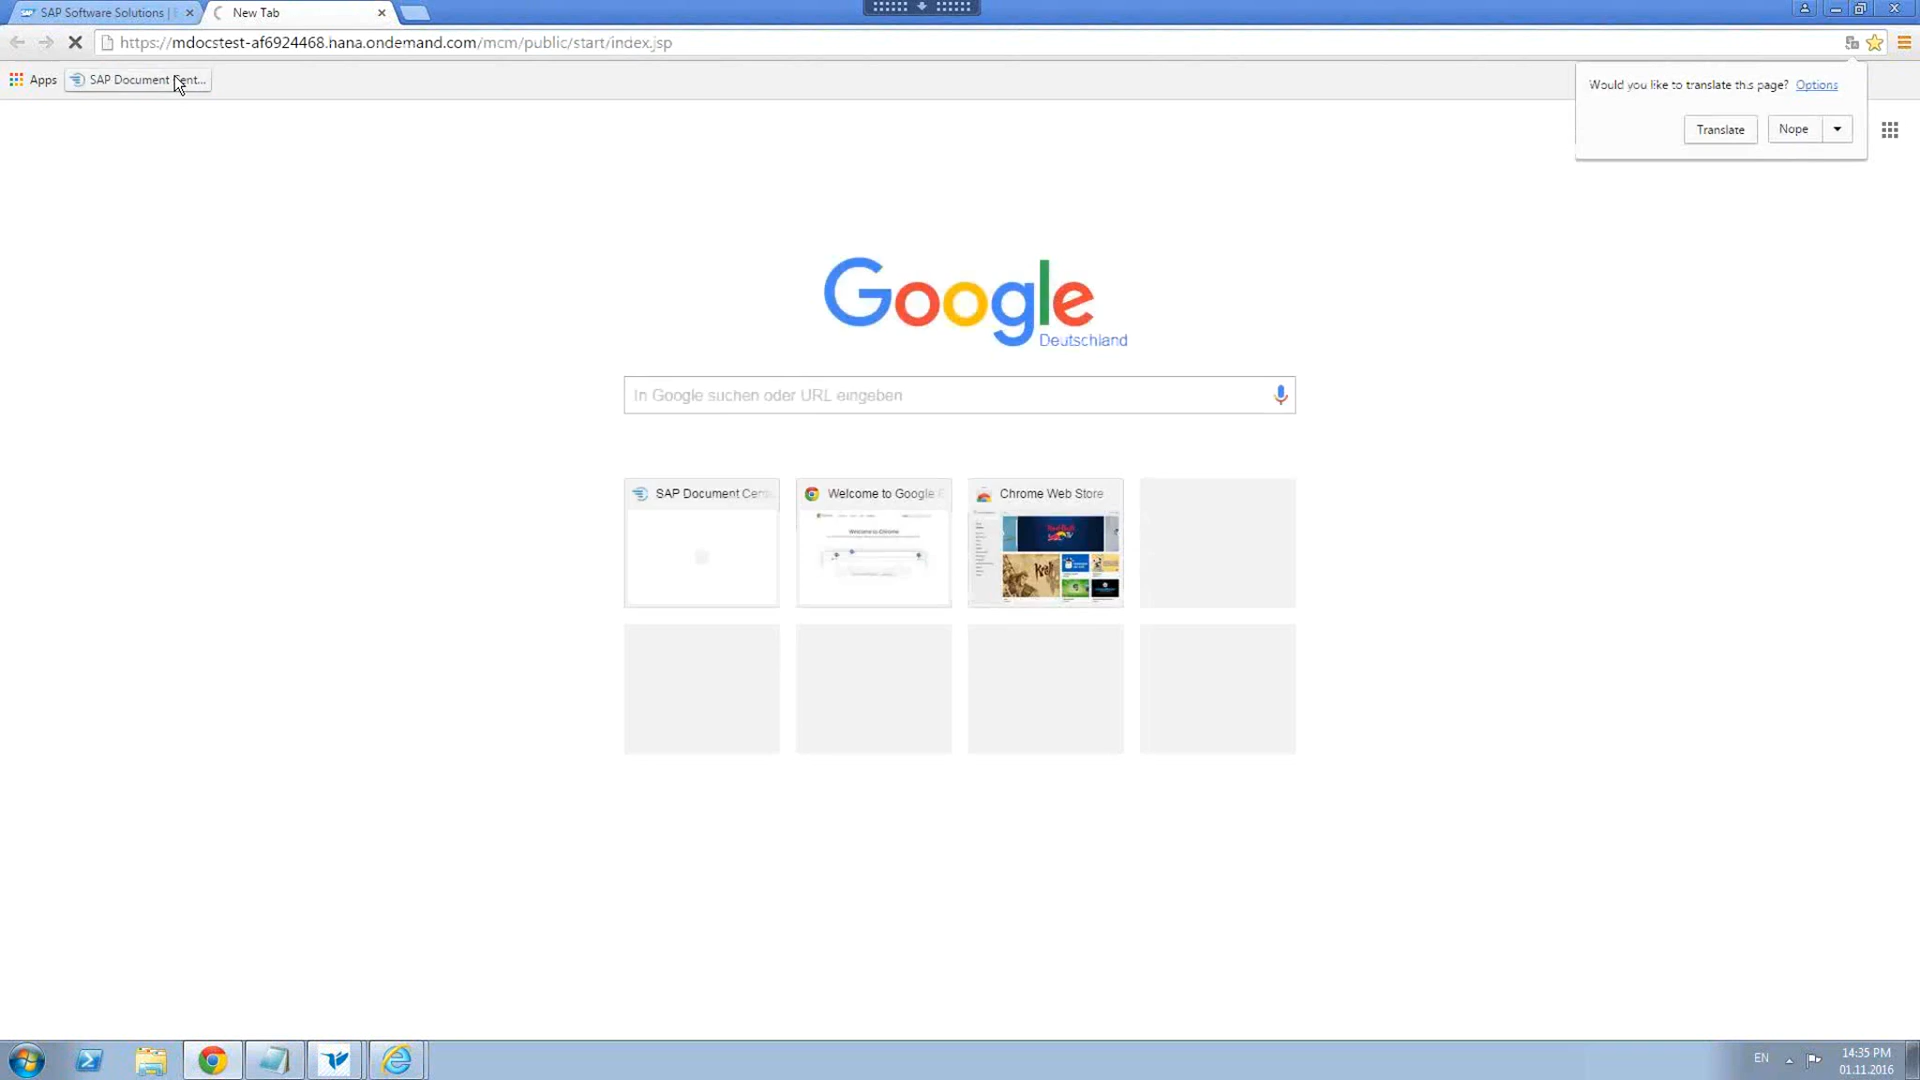 SAP Software Solutions |
New Tab
https://mdocstest-af6924468.hana.ondemand.com/mcm/public/start/index.jsp
Apps
SAP Document Cent...
Would you like to translate this page? Options
Translate
Nope
Google
Deutschland
In Google suchen oder URL eingeben
SAP Document Cent
Welcome to Google
Chrome Web Store
Welcome to Chrome
EN
14:35 PM
01.11.2016